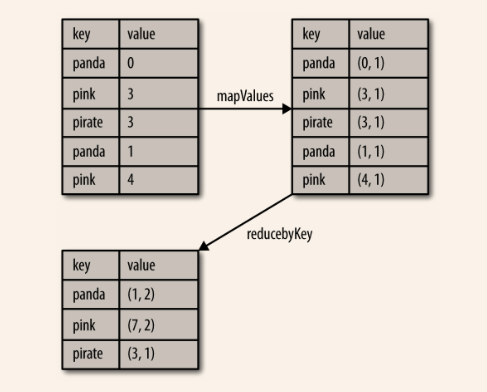 key value
panda 0
pink 3
pirate 3
panda 1
pink 4
mapValues
key value
panda (0, 1)
pink (3, 1)
pirate (3, 1)
panda (1, 1)
pink (4, 1)
reducebyKey
key value
panda (1, 2)
pink (7, 2)
pirate (3, 1)